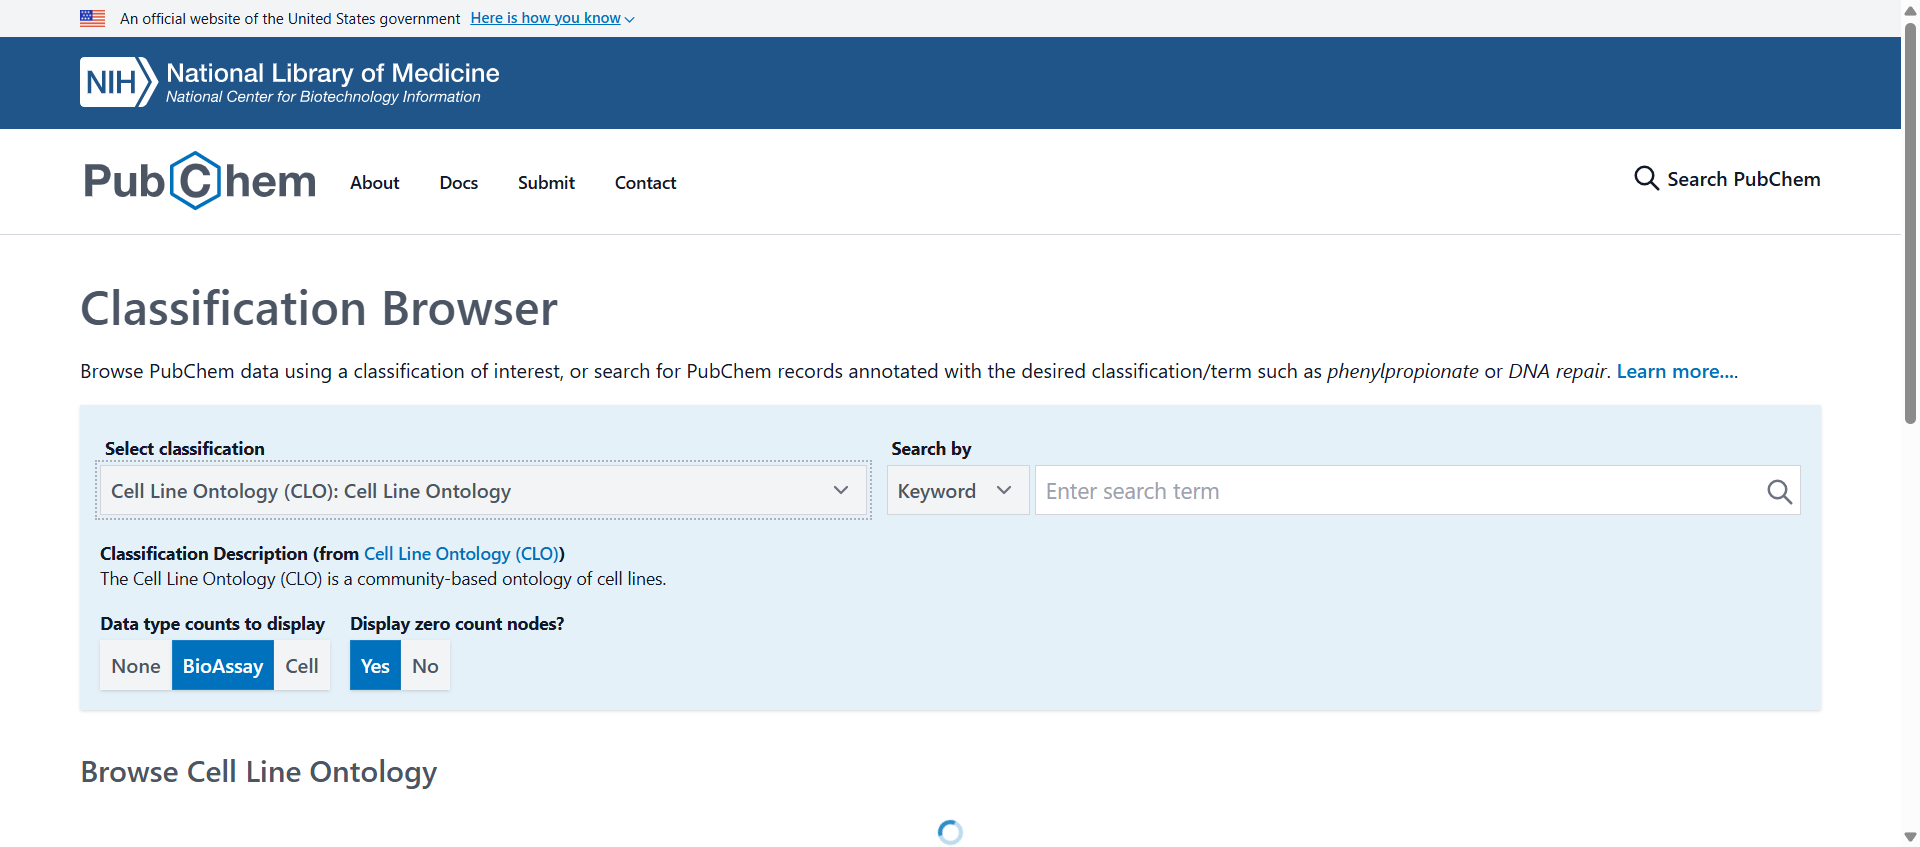 An official website of the United States government Here is how you know
NIH National Library of Medicine
National Center for Biotechnology Information
PubChem About Docs Submit Contact Search PubChem
Classification Browser
Browse PubChem data using a classification of interest, or search for PubChem records annotated with the desired classification/term such as phenylpropionate or DNA repair. Learn more....
Select classification Search by
Cell Line Ontology (CLO): Cell Line Ontology Keyword Enter search term
Classification Description (from Cell Line Ontology (CLO))
The Cell Line Ontology (CLO) is a community-based ontology of cell lines.
Data type counts to display Display zero count nodes?
None BioAssay Cell Yes No
Browse Cell Line Ontology